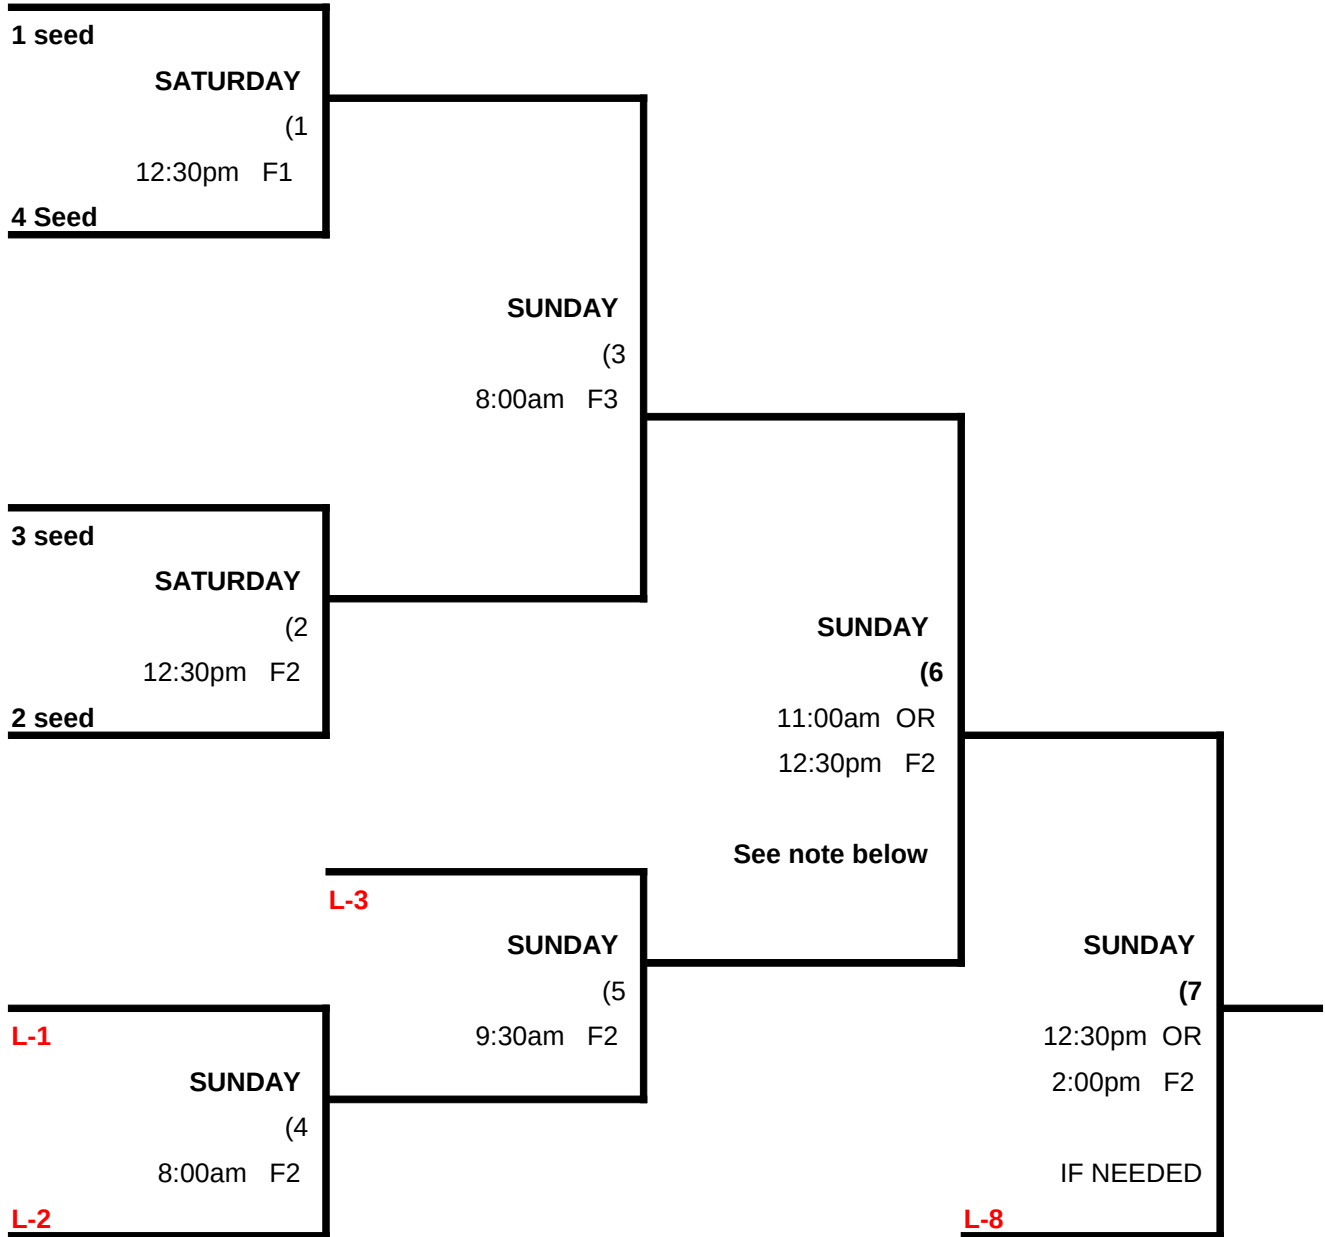 1 seed
SATURDAY
(1
12:30pm F1
4 Seed
SUNDAY
(3
8:00am F3
3 seed
SATURDAY
(2
12:30pm F2
2 seed
SUNDAY
(6
11:00am OR
12:30pm F2
See note below
L-3
SUNDAY
(5
9:30am F2
L-1
SUNDAY
(4
8:00am F2
L-2
SUNDAY
(7
12:30pm OR
2:00pm F2
IF NEEDED
L-8